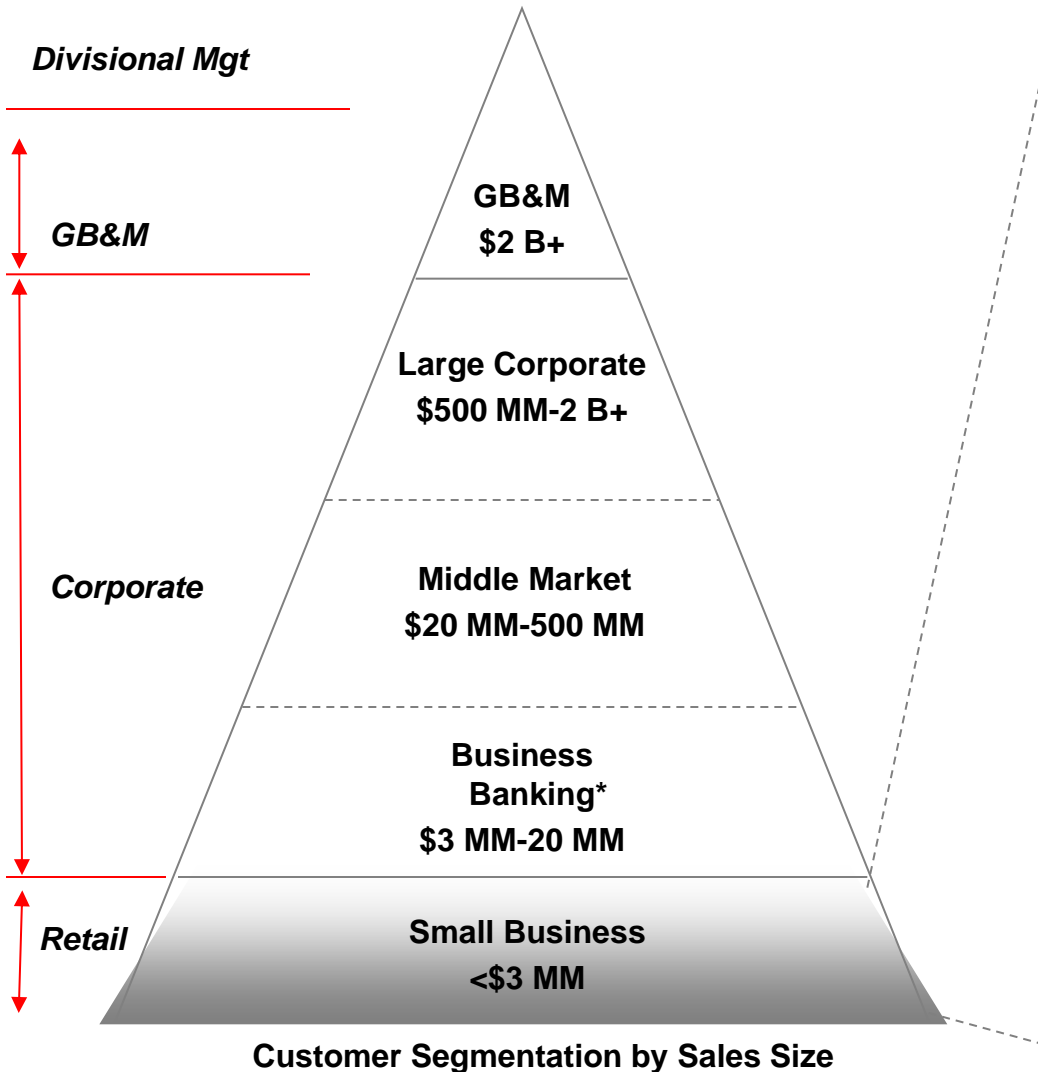 Divisional Mgt
GB&M
$2 B+
GB&M
Large Corporate
$500 MM-2 B+
Corporate
Middle Market
$20 MM-500 MM
Business
Banking*
$3 MM-20 MM
Retail
Small Business
<$3 MM
Customer Segmentation by Sales Size